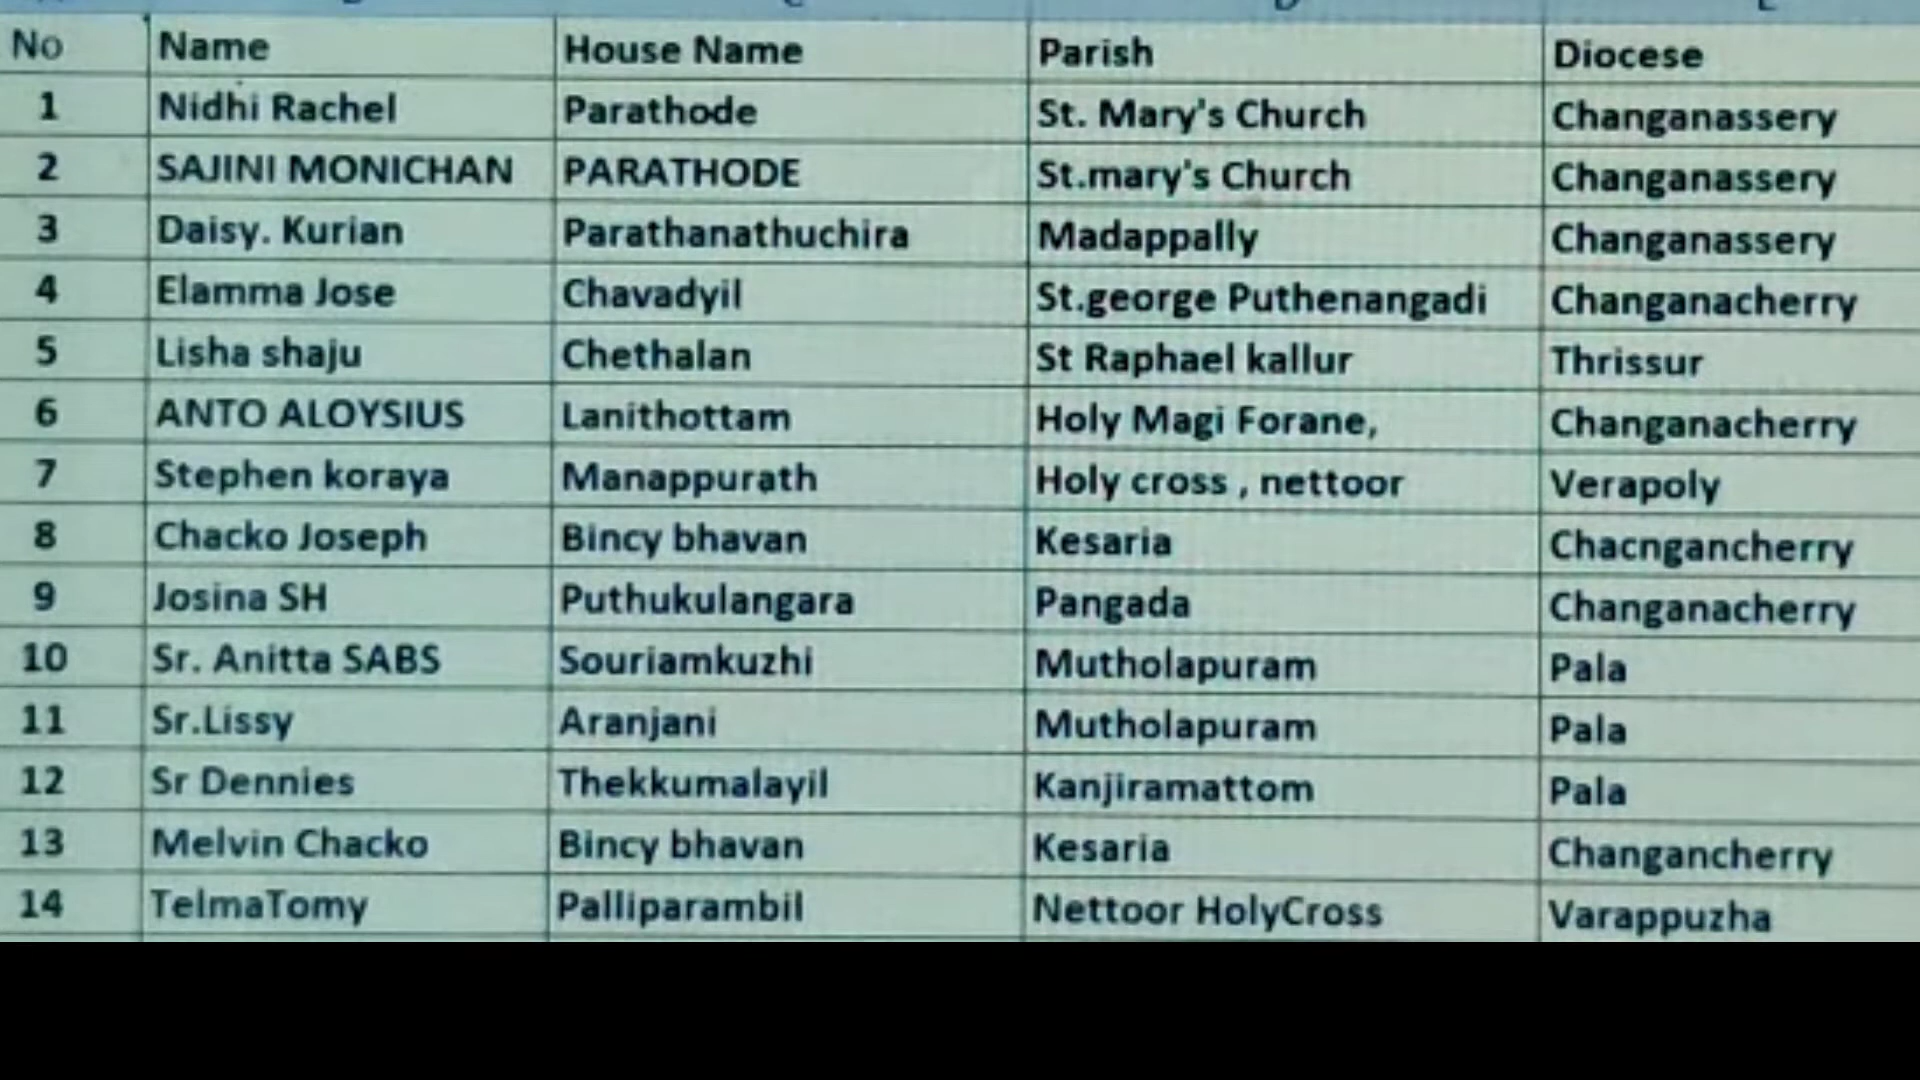 No Name House Name Parish Diocese
1 Nidhi Rachel Parathode St. Mary's Church Changanassery
2 SAJINI MONICHAN PARATHODE St.mary's Church Changanassery
3 Daisy. Kurian Parathanathuchira Madappally Changanassery
4 Elamma Jose Chavadyil St.george Puthenangadi Changanacherry
5 Lisha shaju Chethalan St Raphael kallur Thrissur
6 ANTO ALOYSIUS Lanithottam Holy Magi Forane, Changanacherry
7 Stephen koraya Manappurath Holy cross , nettoor Verapoly
8 Chacko Joseph Bincy bhavan Kesaria Chacngancherry
9 Josina SH Puthukulangara Pangada Changanacherry
10 Sr. Anitta SABS Souriamkuzhi Mutholapuram Pala
11 Sr.Lissy Aranjani Mutholapuram Pala
12 Sr Dennies Thekkumalayil Kanjiramattom Pala
13 Melvin Chacko Bincy bhavan Kesaria Changancherry
14 TelmaTomy Palliparambil Nettoor HolyCross Varappuzha